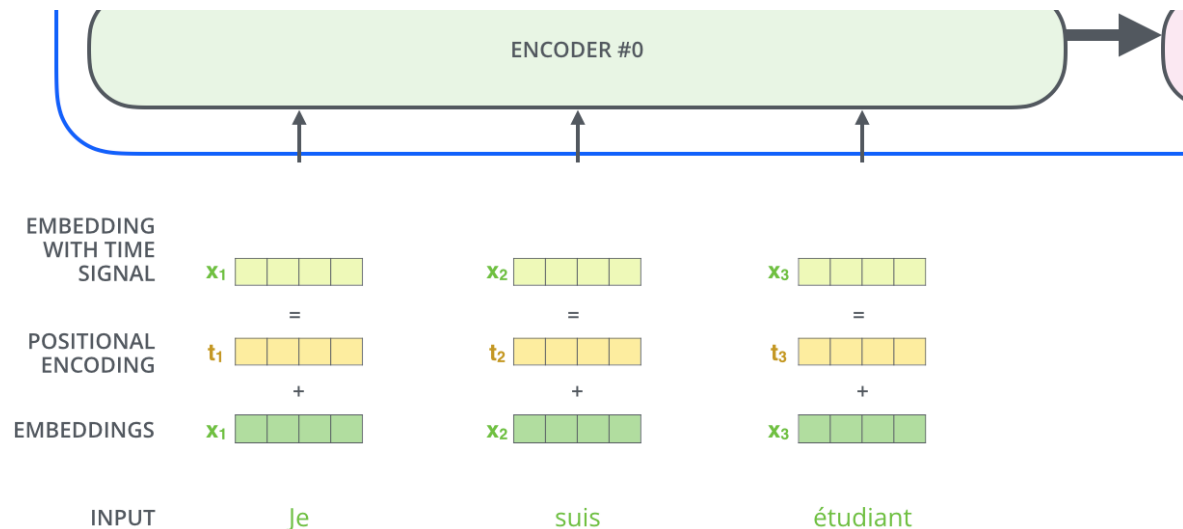 ENCODER #0
EMBEDDING
WITH TIME
SIGNAL
x₁ x₂ x₃
= = =
POSITIONAL
ENCODING
t₁ t₂ t₃
+ + +
EMBEDDINGS x₁ x₂ x₃
INPUT Je suis étudiant